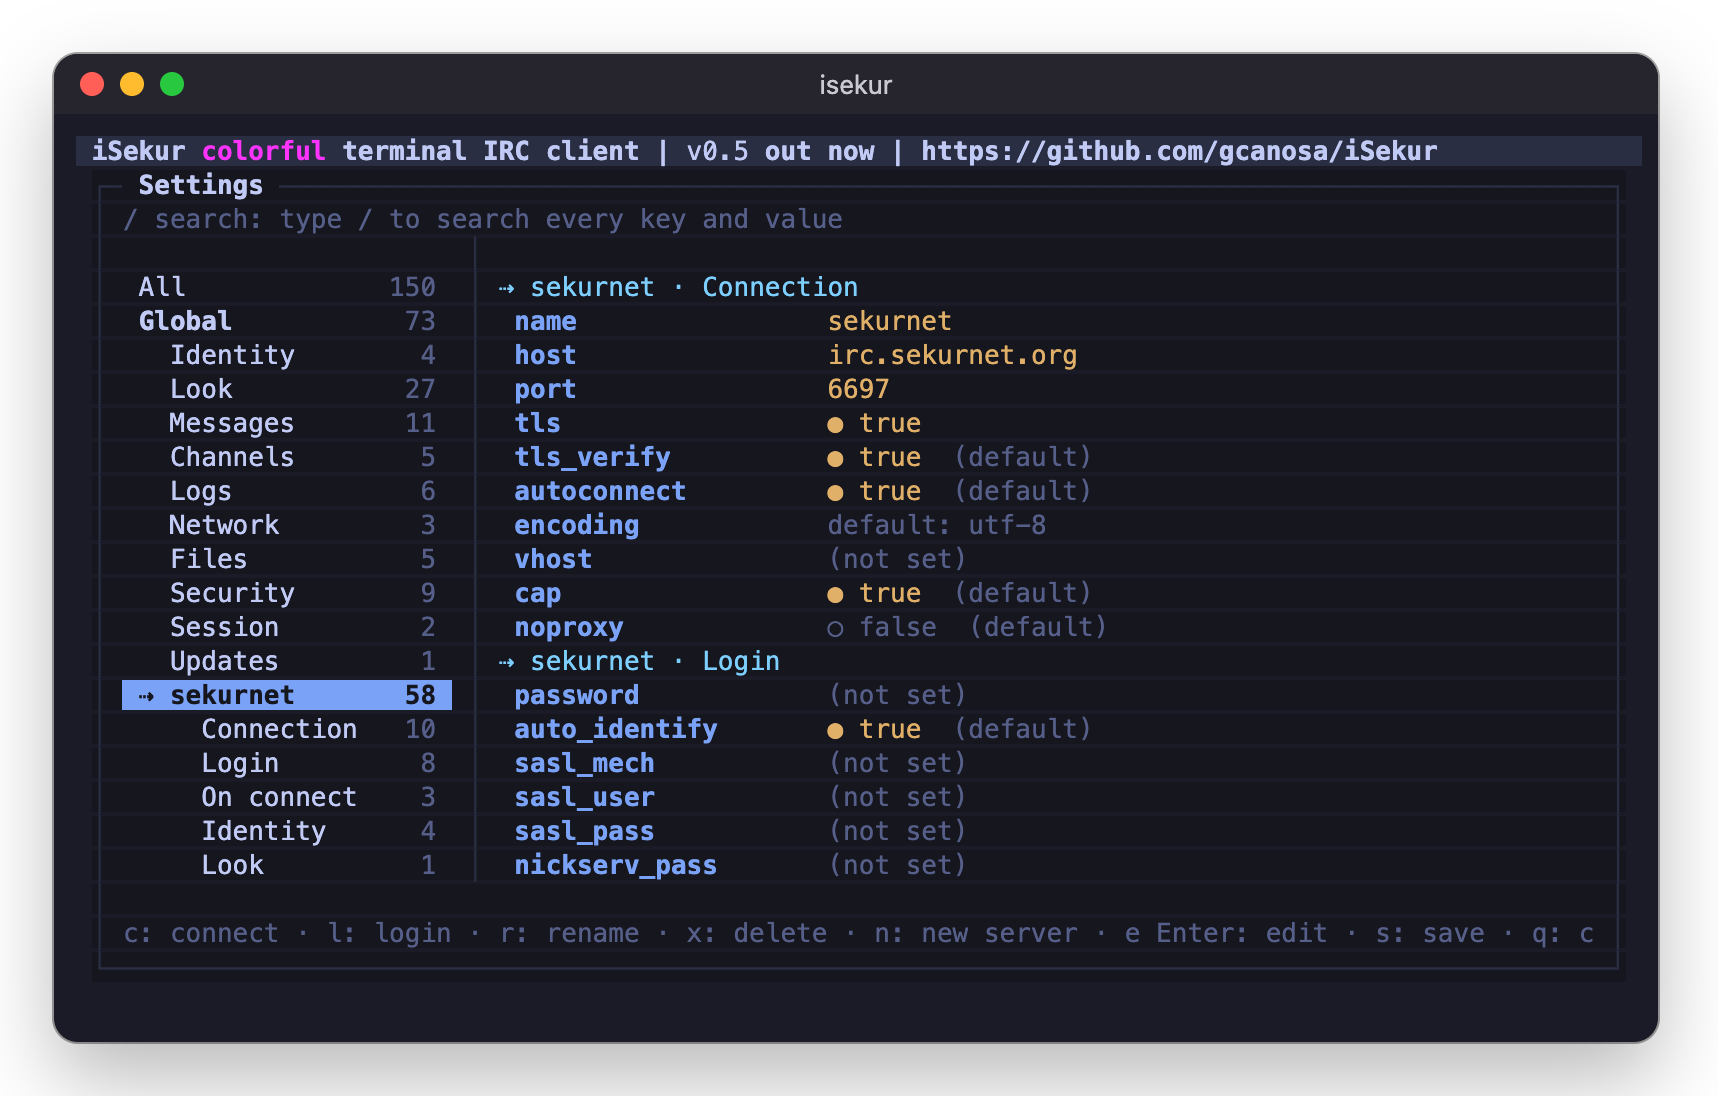 isekur
iSekur colorful terminal IRC client | v0.5 out now | https://github.com/gcanosa/iSekur
Settings
/ search: type / to search every key and value
All 150 ⇢ sekurnet · Connection
Global 73 name sekurnet
Identity 4 host irc.sekurnet.org
Look 27 port 6697
Messages 11 tls ● true
Channels 5 tls_verify ● true (default)
Logs 6 autoconnect ● true (default)
Network 3 encoding default: utf-8
Files 5 vhost (not set)
Security 9 cap ● true (default)
Session 2 noproxy ○ false (default)
Updates 1 ⇢ sekurnet · Login
⇢ sekurnet 58 password (not set)
Connection 10 auto_identify ● true (default)
Login 8 sasl_mech (not set)
On connect 3 sasl_user (not set)
Identity 4 sasl_pass (not set)
Look 1 nickserv_pass (not set)
c: connect · l: login · r: rename · x: delete · n: new server · e Enter: edit · s: save · q: c